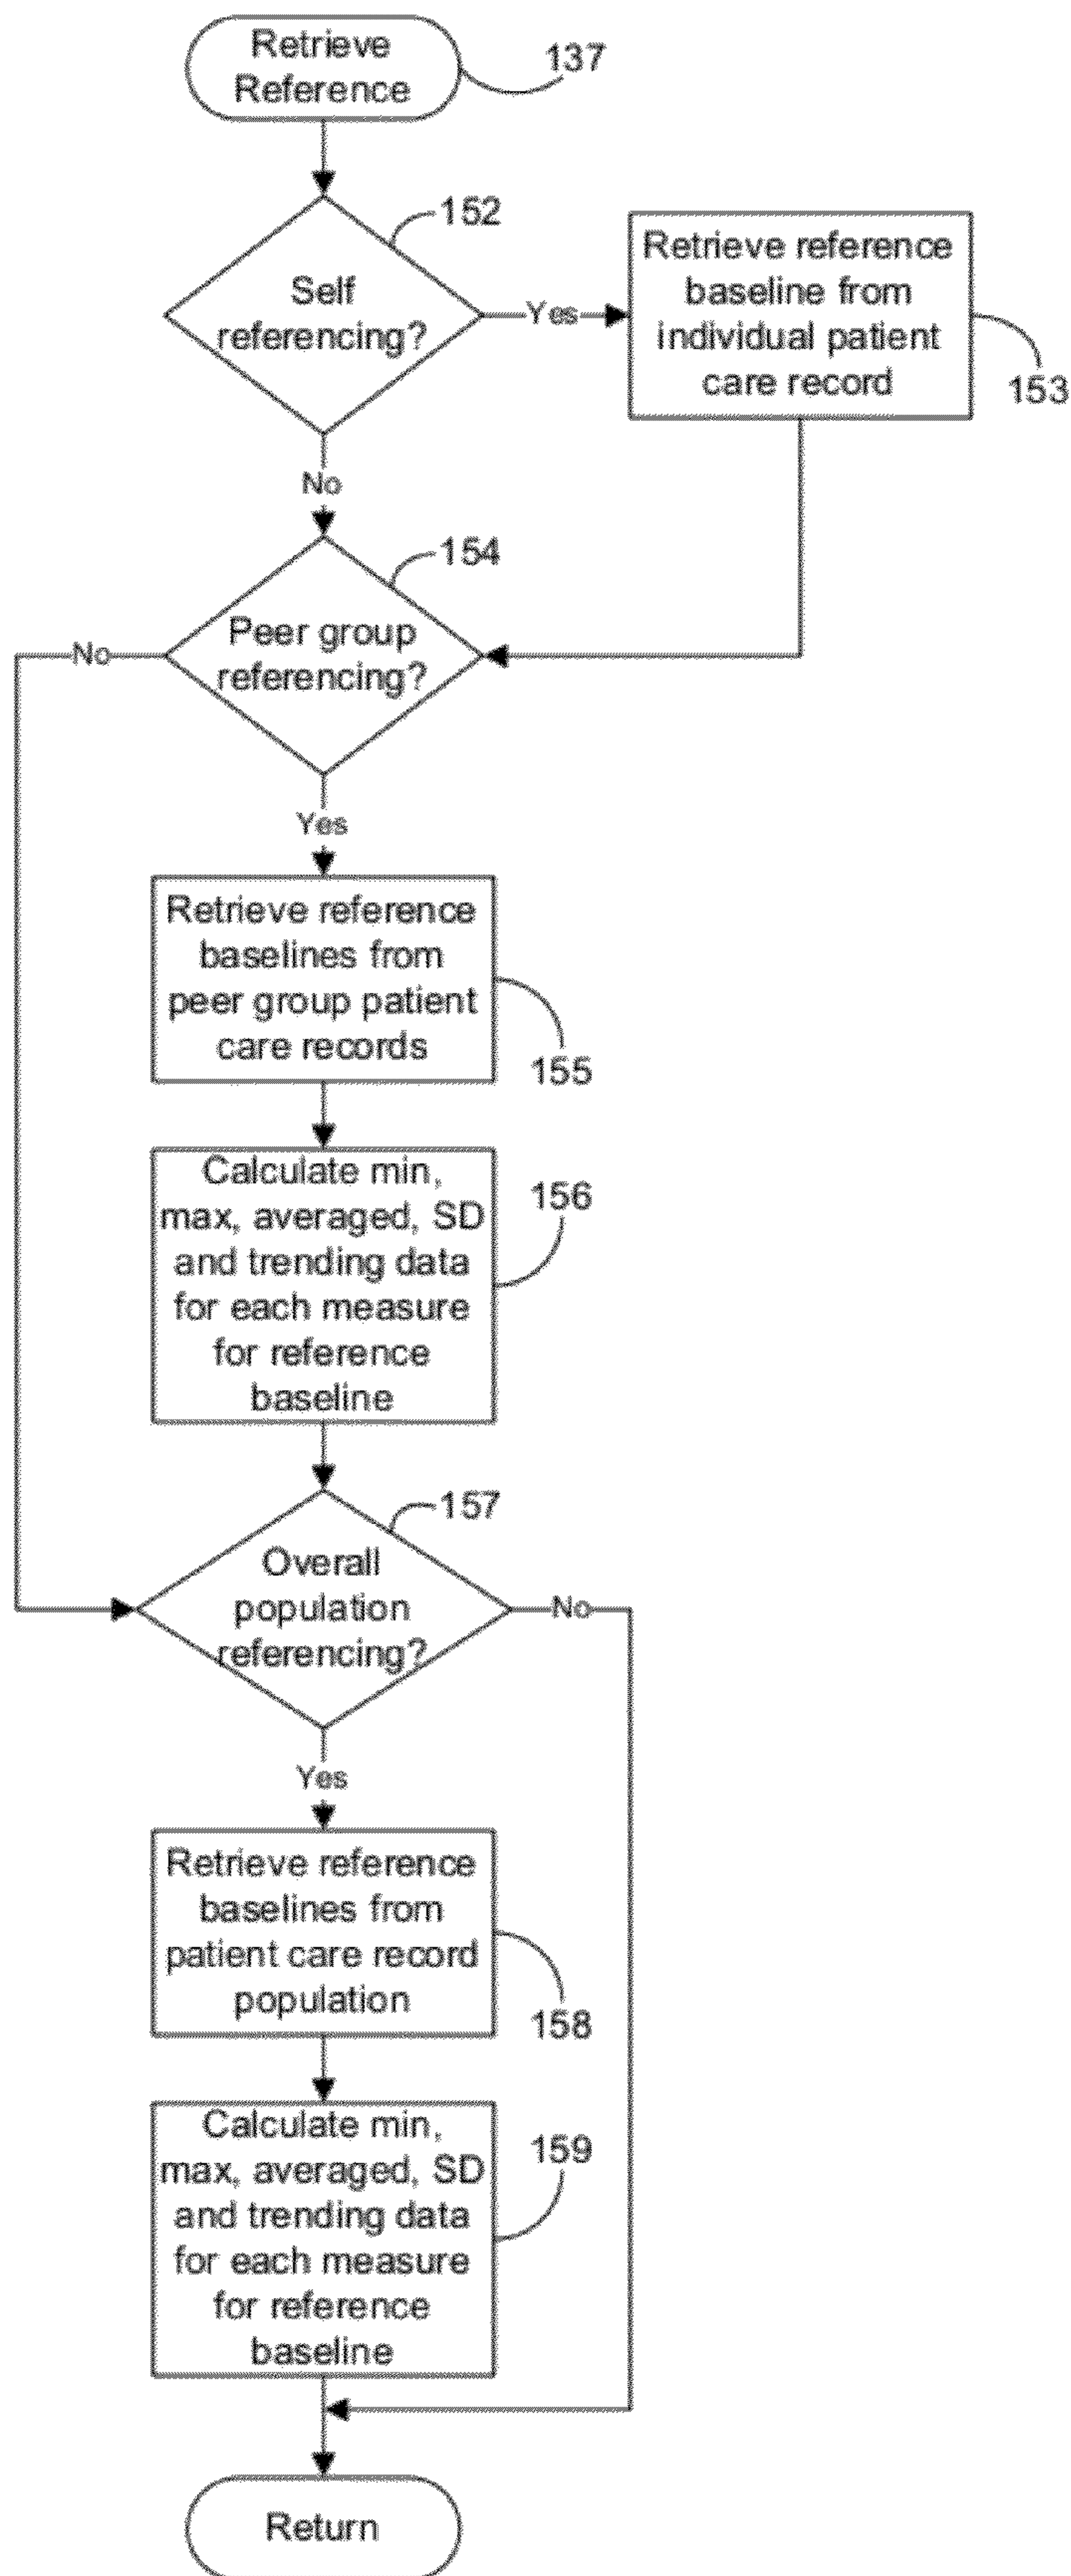 Retrieve
Reference
137
152
Self
referencing?
Yes
Retrieve reference
baseline from
individual patient
care record
153
No
154
Peer group
referencing?
No
Yes
Retrieve reference
baselines from
peer group patient
care records
155
Calculate min,
max, averaged, SD
and trending data
for each measure
for reference
baseline
156
157
Overall
population
referencing?
No
Yes
Retrieve reference
baselines from
patient care record
population
158
Calculate min,
max, averaged, SD
and trending data
for each measure
for reference
baseline
159
Return